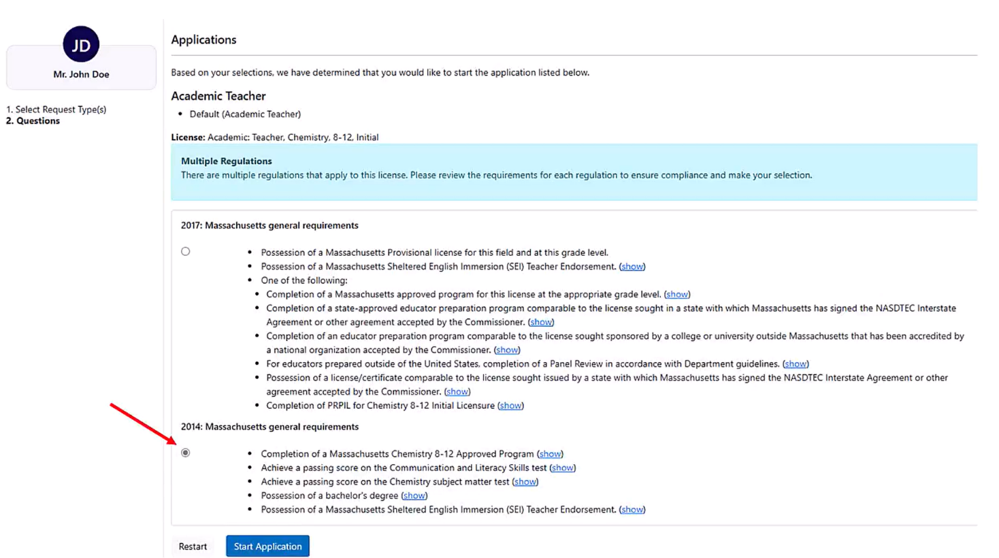 JD
Mr. John Doe
1. Select Request Type(s)
2. Questions
Applications
Based on your selections, we have determined that you would like to start the application listed below.
Academic Teacher
• Default (Academic Teacher)
License: Academic: Teacher, Chemistry, 8-12, Initial
Multiple Regulations
There are multiple regulations that apply to this license. Please review the requirements for each regulation to ensure compliance and make your selection.
2017: Massachusetts general requirements
• Possession of a Massachusetts Provisional license for this field and at this grade level.
• Possession of a Massachusetts Sheltered English Immersion (SEI) Teacher Endorsement. (show)
• One of the following:
• Completion of a Massachusetts approved program for this license at the appropriate grade level. (show)
• Completion of a state-approved educator preparation program comparable to the license sought in a state with which Massachusetts has signed the NASDTEC Interstate
Agreement or other agreement accepted by the Commissioner. (show)
• Completion of an educator preparation program comparable to the license sought sponsored by a college or university outside Massachusetts that has been accredited by
a national organization accepted by the Commissioner. (show)
• For educators prepared outside of the United States, completion of a Panel Review in accordance with Department guidelines. (show)
• Possession of a license/certificate comparable to the license sought issued by a state with which Massachusetts has signed the NASDTEC Interstate Agreement or other
agreement accepted by the Commissioner. (show)
• Completion of PRPIL for Chemistry 8-12 Initial Licensure (show)
2014: Massachusetts general requirements
• Completion of a Massachusetts Chemistry 8-12 Approved Program (show)
• Achieve a passing score on the Communication and Literacy Skills test (show)
• Achieve a passing score on the Chemistry subject matter test (show)
• Possession of a bachelor's degree (show)
• Possession of a Massachusetts Sheltered English Immersion (SEI) Teacher Endorsement. (show)
Restart
Start Application